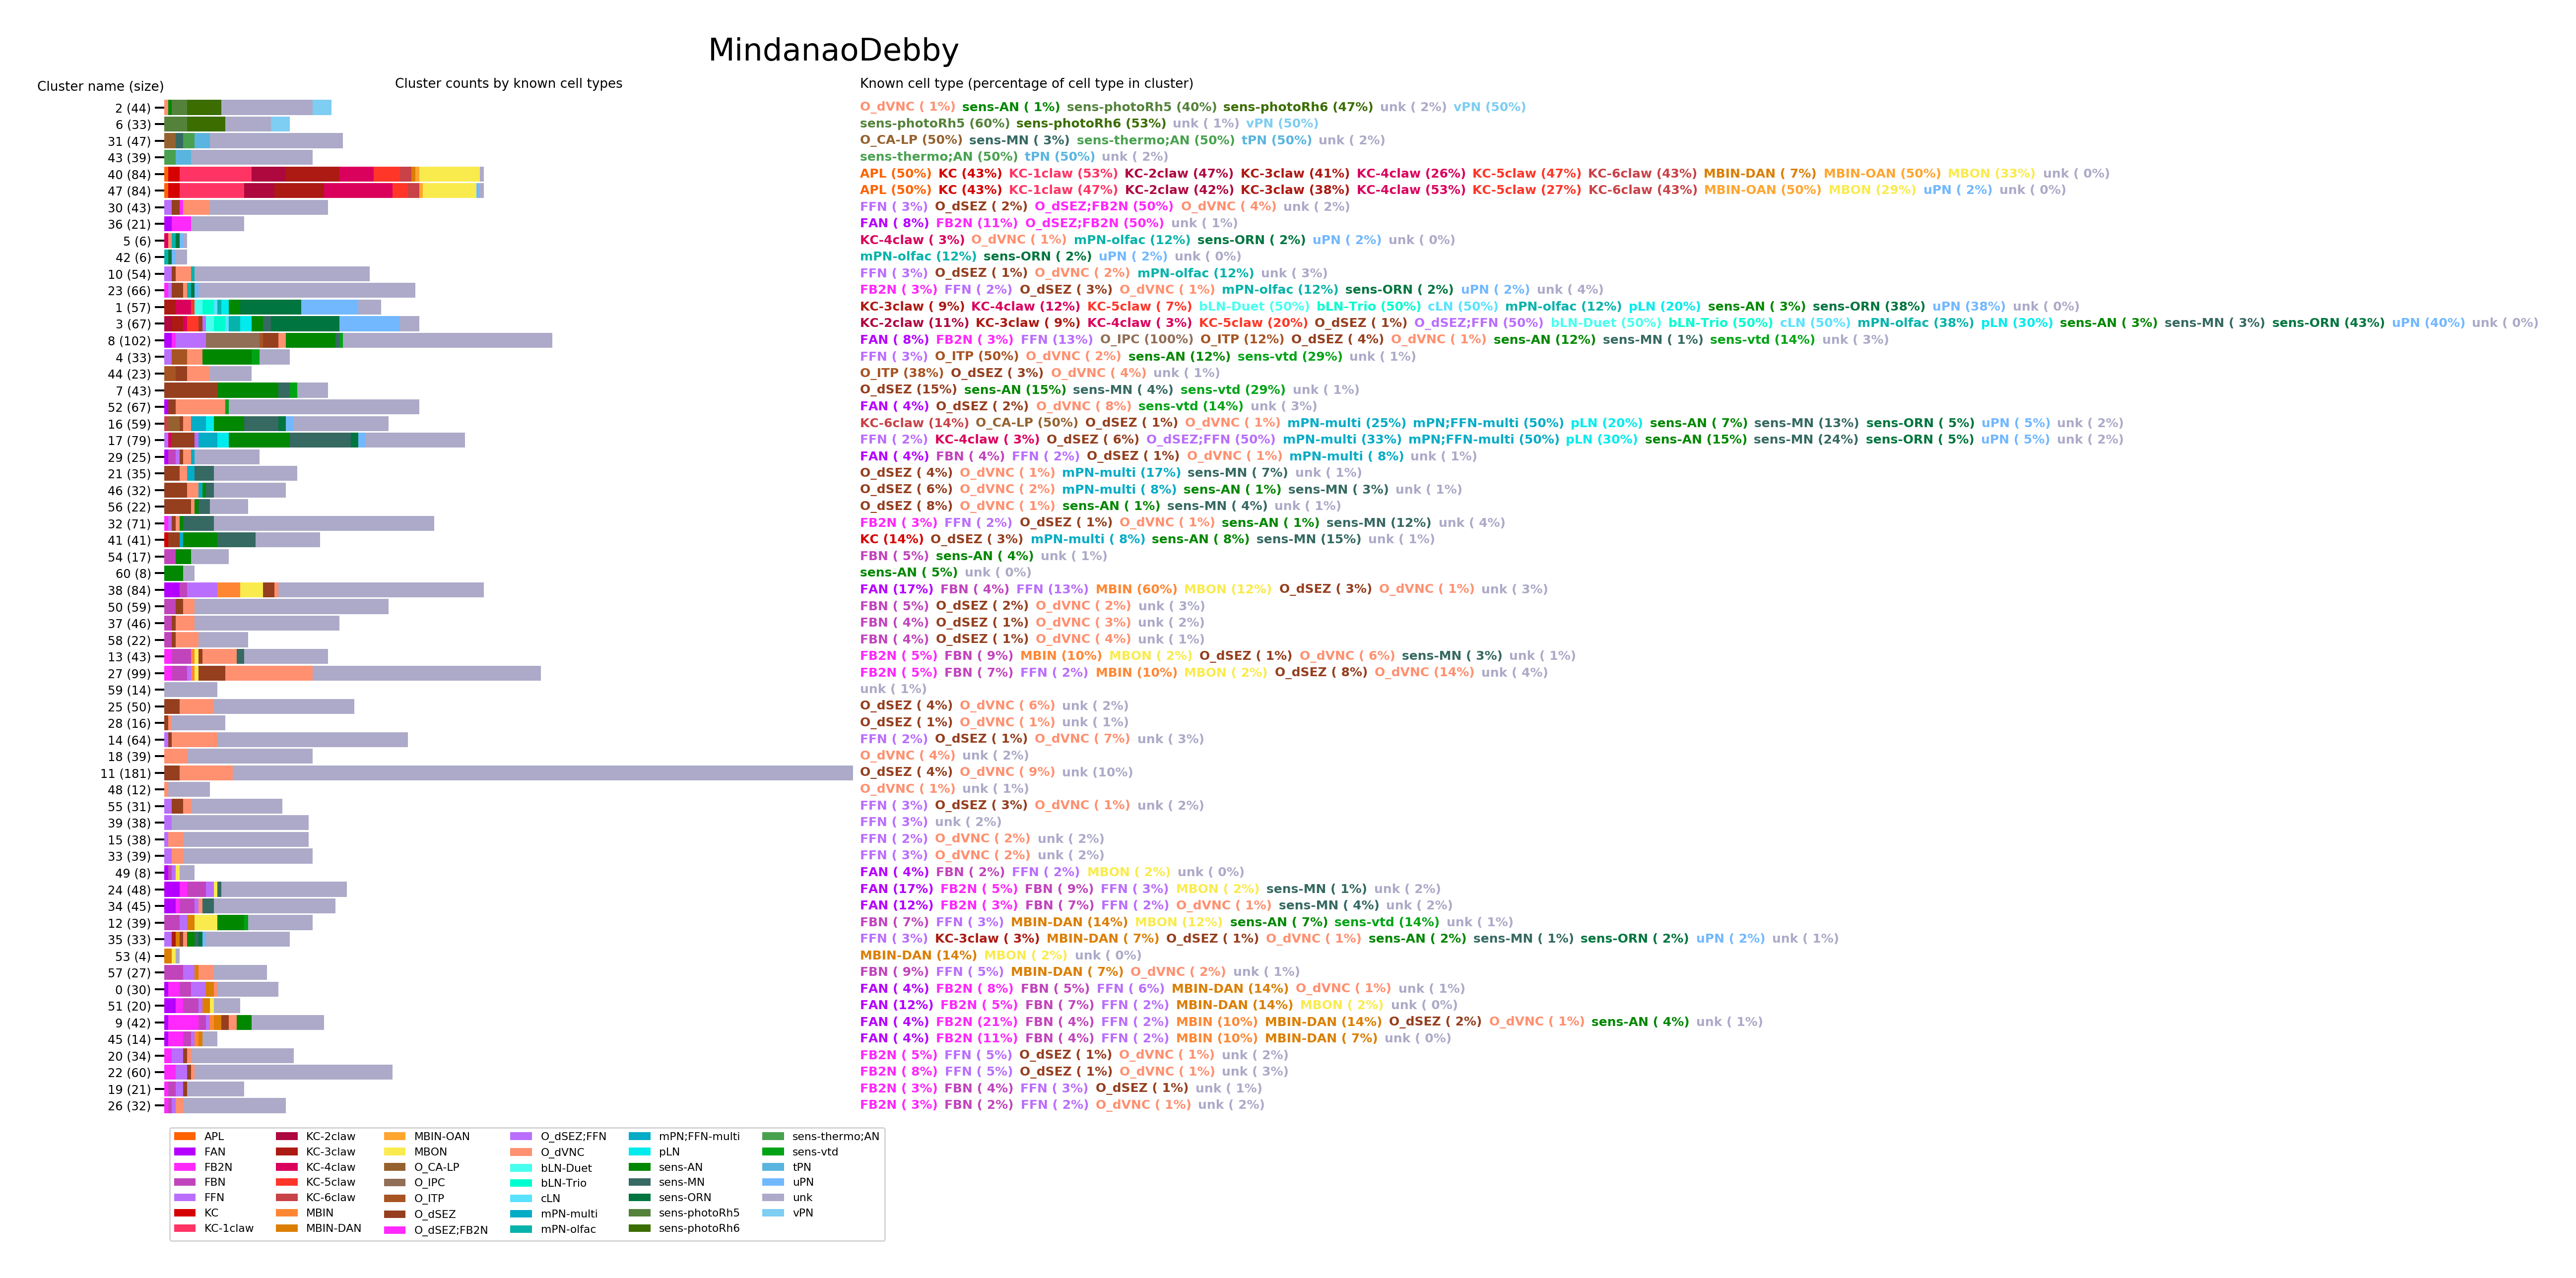 MindanaoDebby
Cluster name (size) Cluster counts by known cell types Known cell type (percentage of cell type in cluster)
2 (44) O_dVNC ( 1%) sens-AN ( 1%) sens-photoRh5 (40%) sens-photoRh6 (47%) unk ( 2%) vPN (50%)
6 (33) sens-photoRh5 (60%) sens-photoRh6 (53%) unk ( 1%) vPN (50%)
31 (47) O_CA-LP (50%) sens-MN ( 3%) sens-thermo;AN (50%) tPN (50%) unk ( 2%)
43 (39) sens-thermo;AN (50%) tPN (50%) unk ( 2%)
40 (84) APL (50%) KC (43%) KC-1claw (53%) KC-2claw (47%) KC-3claw (41%) KC-4claw (26%) KC-5claw (47%) KC-6claw (43%) MBIN-DAN ( 7%) MBIN-OAN (50%) MBON (33%) unk ( 0%)
47 (84) APL (50%) KC (43%) KC-1claw (47%) KC-2claw (42%) KC-3claw (38%) KC-4claw (53%) KC-5claw (27%) KC-6claw (43%) MBIN-OAN (50%) MBON (29%) uPN ( 2%) unk ( 0%)
30 (43) FFN ( 3%) O_dSEZ ( 2%) O_dSEZ;FB2N (50%) O_dVNC ( 4%) unk ( 2%)
36 (21) FAN ( 8%) FB2N (11%) O_dSEZ;FB2N (50%) unk ( 1%)
5 (6) KC-4claw ( 3%) O_dVNC ( 1%) mPN-olfac (12%) sens-ORN ( 2%) uPN ( 2%) unk ( 0%)
42 (6) mPN-olfac (12%) sens-ORN ( 2%) uPN ( 2%) unk ( 0%)
10 (54) FFN ( 3%) O_dSEZ ( 1%) O_dVNC ( 2%) mPN-olfac (12%) unk ( 3%)
23 (66) FB2N ( 3%) FFN ( 2%) O_dSEZ ( 3%) O_dVNC ( 1%) mPN-olfac (12%) sens-ORN ( 2%) uPN ( 2%) unk ( 4%)
1 (57) KC-3claw ( 9%) KC-4claw (12%) KC-5claw ( 7%) bLN-Duet (50%) bLN-Trio (50%) cLN (50%) mPN-olfac (12%) pLN (20%) sens-AN ( 3%) sens-ORN (38%) uPN (38%) unk ( 0%)
3 (67) KC-2claw (11%) KC-3claw ( 9%) KC-4claw ( 3%) KC-5claw (20%) O_dSEZ ( 1%) O_dSEZ;FFN (50%) bLN-Duet (50%) bLN-Trio (50%) cLN (50%) mPN-olfac (38%) pLN (30%) sens-AN ( 3%) sens-MN ( 3%) sens-ORN (43%) uPN (40%) unk ( 0%)
8 (102) FAN ( 8%) FB2N ( 3%) FFN (13%) O_IPC (100%) O_ITP (12%) O_dSEZ ( 4%) O_dVNC ( 1%) sens-AN (12%) sens-MN ( 1%) sens-vtd (14%) unk ( 3%)
4 (33) FFN ( 3%) O_ITP (50%) O_dVNC ( 2%) sens-AN (12%) sens-vtd (29%) unk ( 1%)
44 (23) O_ITP (38%) O_dSEZ ( 3%) O_dVNC ( 4%) unk ( 1%)
7 (43) O_dSEZ (15%) sens-AN (15%) sens-MN ( 4%) sens-vtd (29%) unk ( 1%)
52 (67) FAN ( 4%) O_dSEZ ( 2%) O_dVNC ( 8%) sens-vtd (14%) unk ( 3%)
16 (59) KC-6claw (14%) O_CA-LP (50%) O_dSEZ ( 1%) O_dVNC ( 1%) mPN-multi (25%) mPN;FFN-multi (50%) pLN (20%) sens-AN ( 7%) sens-MN (13%) sens-ORN ( 5%) uPN ( 5%) unk ( 2%)
17 (79) FFN ( 2%) KC-4claw ( 3%) O_dSEZ ( 6%) O_dSEZ;FFN (50%) mPN-multi (33%) mPN;FFN-multi (50%) pLN (30%) sens-AN (15%) sens-MN (24%) sens-ORN ( 5%) uPN ( 5%) unk ( 2%)
29 (25) FAN ( 4%) FBN ( 4%) FFN ( 2%) O_dSEZ ( 1%) O_dVNC ( 1%) mPN-multi ( 8%) unk ( 1%)
21 (35) O_dSEZ ( 4%) O_dVNC ( 1%) mPN-multi (17%) sens-MN ( 7%) unk ( 1%)
46 (32) O_dSEZ ( 6%) O_dVNC ( 2%) mPN-multi ( 8%) sens-AN ( 1%) sens-MN ( 3%) unk ( 1%)
56 (22) O_dSEZ ( 8%) O_dVNC ( 1%) sens-AN ( 1%) sens-MN ( 4%) unk ( 1%)
32 (71) FB2N ( 3%) FFN ( 2%) O_dSEZ ( 1%) O_dVNC ( 1%) sens-AN ( 1%) sens-MN (12%) unk ( 4%)
41 (41) KC (14%) O_dSEZ ( 3%) mPN-multi ( 8%) sens-AN ( 8%) sens-MN (15%) unk ( 1%)
54 (17) FBN ( 5%) sens-AN ( 4%) unk ( 1%)
60 (8) sens-AN ( 5%) unk ( 0%)
38 (84) FAN (17%) FBN ( 4%) FFN (13%) MBIN (60%) MBON (12%) O_dSEZ ( 3%) O_dVNC ( 1%) unk ( 3%)
50 (59) FBN ( 5%) O_dSEZ ( 2%) O_dVNC ( 2%) unk ( 3%)
37 (46) FBN ( 4%) O_dSEZ ( 1%) O_dVNC ( 3%) unk ( 2%)
58 (22) FBN ( 4%) O_dSEZ ( 1%) O_dVNC ( 4%) unk ( 1%)
13 (43) FB2N ( 5%) FBN ( 9%) MBIN (10%) MBON ( 2%) O_dSEZ ( 1%) O_dVNC ( 6%) sens-MN ( 3%) unk ( 1%)
27 (99) FB2N ( 5%) FBN ( 7%) FFN ( 2%) MBIN (10%) MBON ( 2%) O_dSEZ ( 8%) O_dVNC (14%) unk ( 4%)
59 (14) unk ( 1%)
25 (50) O_dSEZ ( 4%) O_dVNC ( 6%) unk ( 2%)
28 (16) O_dSEZ ( 1%) O_dVNC ( 1%) unk ( 1%)
14 (64) FFN ( 2%) O_dSEZ ( 1%) O_dVNC ( 7%) unk ( 3%)
18 (39) O_dVNC ( 4%) unk ( 2%)
11 (181) O_dSEZ ( 4%) O_dVNC ( 9%) unk (10%)
48 (12) O_dVNC ( 1%) unk ( 1%)
55 (31) FFN ( 3%) O_dSEZ ( 3%) O_dVNC ( 1%) unk ( 2%)
39 (38) FFN ( 3%) unk ( 2%)
15 (38) FFN ( 2%) O_dVNC ( 2%) unk ( 2%)
33 (39) FFN ( 3%) O_dVNC ( 2%) unk ( 2%)
49 (8) FAN ( 4%) FBN ( 2%) FFN ( 2%) MBON ( 2%) unk ( 0%)
24 (48) FAN (17%) FB2N ( 5%) FBN ( 9%) FFN ( 3%) MBON ( 2%) sens-MN ( 1%) unk ( 2%)
34 (45) FAN (12%) FB2N ( 3%) FBN ( 7%) FFN ( 2%) O_dVNC ( 1%) sens-MN ( 4%) unk ( 2%)
12 (39) FBN ( 7%) FFN ( 3%) MBIN-DAN (14%) MBON (12%) sens-AN ( 7%) sens-vtd (14%) unk ( 1%)
35 (33) FFN ( 3%) KC-3claw ( 3%) MBIN-DAN ( 7%) O_dSEZ ( 1%) O_dVNC ( 1%) sens-AN ( 2%) sens-MN ( 1%) sens-ORN ( 2%) uPN ( 2%) unk ( 1%)
53 (4) MBIN-DAN (14%) MBON ( 2%) unk ( 0%)
57 (27) FBN ( 9%) FFN ( 5%) MBIN-DAN ( 7%) O_dVNC ( 2%) unk ( 1%)
0 (30) FAN ( 4%) FB2N ( 8%) FBN ( 5%) FFN ( 6%) MBIN-DAN (14%) O_dVNC ( 1%) unk ( 1%)
51 (20) FAN (12%) FB2N ( 5%) FBN ( 7%) FFN ( 2%) MBIN-DAN (14%) MBON ( 2%) unk ( 0%)
9 (42) FAN ( 4%) FB2N (21%) FBN ( 4%) FFN ( 2%) MBIN (10%) MBIN-DAN (14%) O_dSEZ ( 2%) O_dVNC ( 1%) sens-AN ( 4%) unk ( 1%)
45 (14) FAN ( 4%) FB2N (11%) FBN ( 4%) FFN ( 2%) MBIN (10%) MBIN-DAN ( 7%) unk ( 0%)
20 (34) FB2N ( 5%) FFN ( 5%) O_dSEZ ( 1%) O_dVNC ( 1%) unk ( 2%)
22 (60) FB2N ( 8%) FFN ( 5%) O_dSEZ ( 1%) O_dVNC ( 1%) unk ( 3%)
19 (21) FB2N ( 3%) FBN ( 4%) FFN ( 3%) O_dSEZ ( 1%) unk ( 1%)
26 (32) FB2N ( 3%) FBN ( 2%) FFN ( 2%) O_dVNC ( 1%) unk ( 2%)
APL KC-2claw MBIN-OAN O_dSEZ;FFN mPN;FFN-multi sens-thermo;AN
FAN KC-3claw MBON O_dVNC pLN sens-vtd
FB2N KC-4claw O_CA-LP bLN-Duet sens-AN tPN
FBN KC-5claw O_IPC bLN-Trio sens-MN uPN
FFN KC-6claw O_ITP cLN sens-ORN unk
KC MBIN O_dSEZ mPN-multi sens-photoRh5 vPN
KC-1claw MBIN-DAN O_dSEZ;FB2N mPN-olfac sens-photoRh6